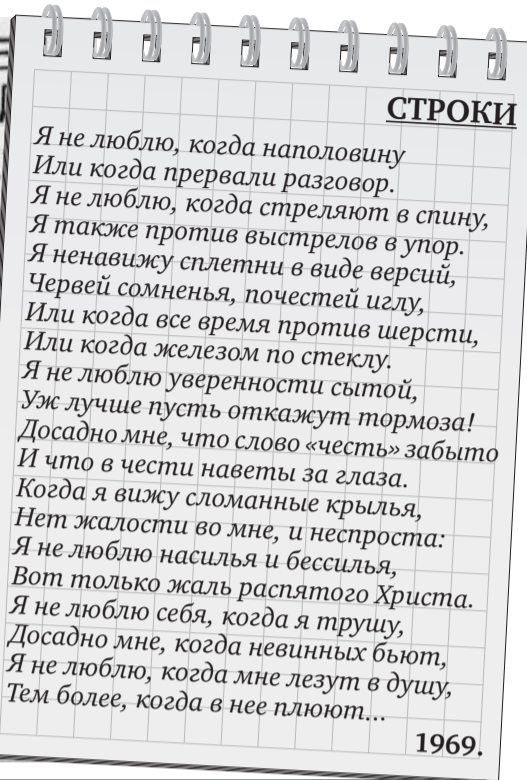 СТРОКИ
Я не люблю, когда наполовину
Или когда прервали разговор.
Я не люблю, когда стреляют в спину,
Я также против выстрелов в упор.
Я ненавижу сплетни в виде версий,
Червей сомненья, почестей иглу,
Или когда все время против шерсти,
Или когда железом по стеклу.
Я не люблю уверенности сытой,
Уж лучше пусть откажут тормоза!
Досадно мне, что слово «честь» забыто
И что в чести наветы за глаза.
Когда я вижу сломанные крылья,
Нет жалости во мне, и неспроста:
Я не люблю насилья и бессилья,
Вот только жаль распятого Христа.
Я не люблю себя, когда я трушу,
Досадно мне, когда невинных бьют,
Я не люблю, когда мне лезут в душу,
Тем более, когда в нее плюют...
1969.